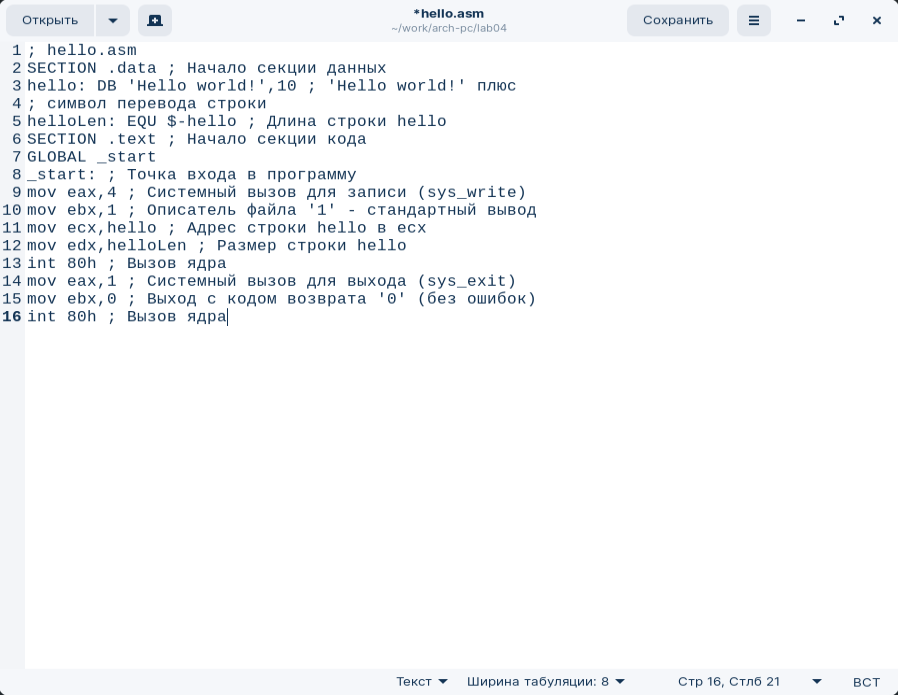 Открыть
*hello.asm
~/work/arch-pc/lab04
Сохранить
1 ; hello.asm
2 SECTION .data ; Начало секции данных
3 hello: DB 'Hello world!',10 ; 'Hello world!' плюс
4 ; символ перевода строки
5 helloLen: EQU $-hello ; Длина строки hello
6 SECTION .text ; Начало секции кода
7 GLOBAL _start
8 _start: ; Точка входа в программу
9 mov eax,4 ; Системный вызов для записи (sys_write)
10 mov ebx,1 ; Описатель файла '1' - стандартный вывод
11 mov ecx,hello ; Адрес строки hello в ecx
12 mov edx,helloLen ; Размер строки hello
13 int 80h ; Вызов ядра
14 mov eax,1 ; Системный вызов для выхода (sys_exit)
15 mov ebx,0 ; Выход с кодом возврата '0' (без ошибок)
16 int 80h ; Вызов ядра
Текст Ширина табуляции: 8 Стр 16, Стлб 21 ВСТ